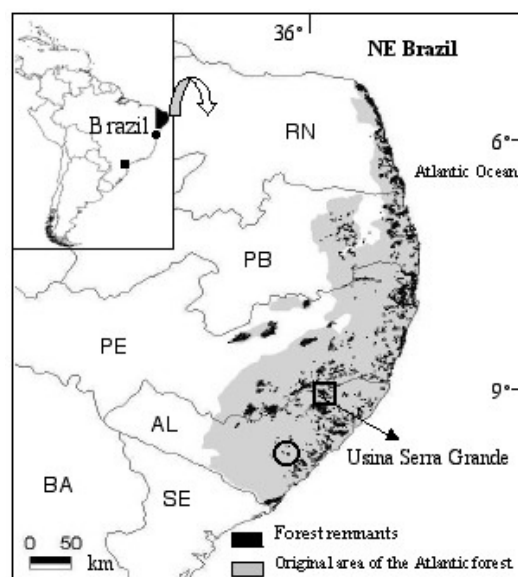 36°
NE Brazil
Brazil
RN
6°
Atlantic Ocean
PB
PE
9°
AL
Usina Serra Grande
BA
SE
Forest remnants
0 50
km
Original area of the Atlantic forest